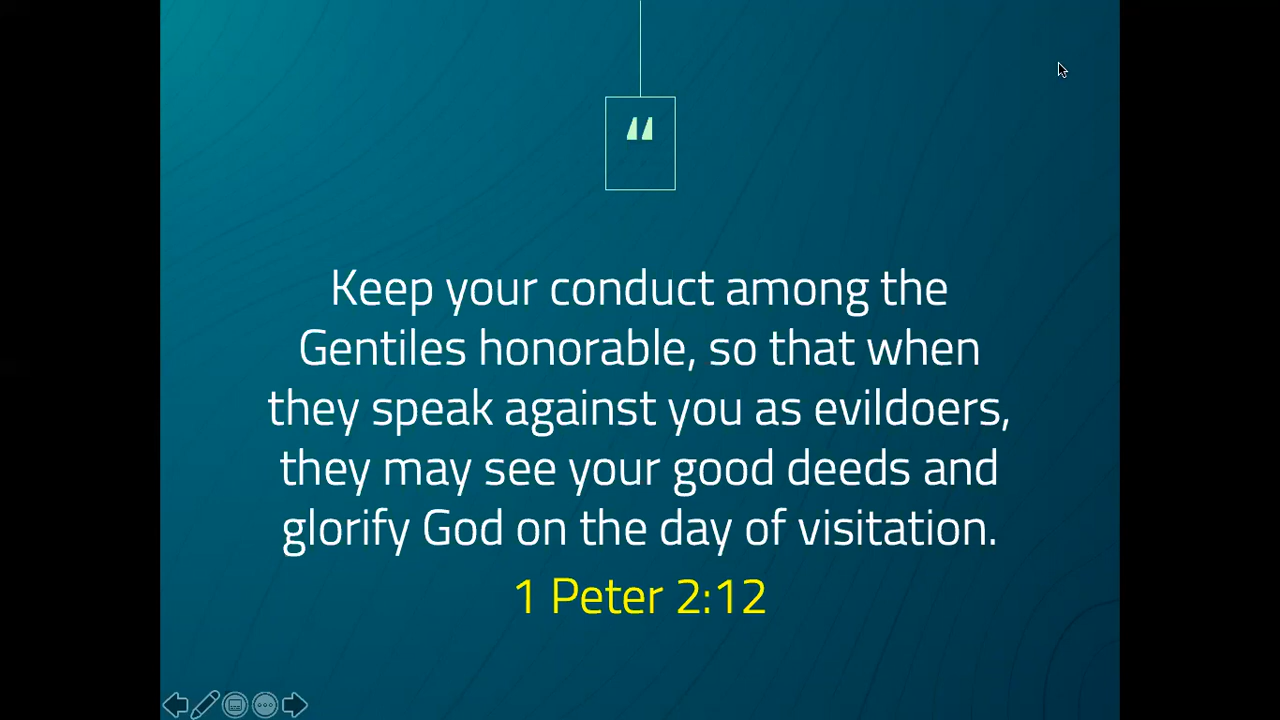 “
Keep your conduct among the
Gentiles honorable, so that when
they speak against you as evildoers,
they may see your good deeds and
glorify God on the day of visitation.
1 Peter 2:12